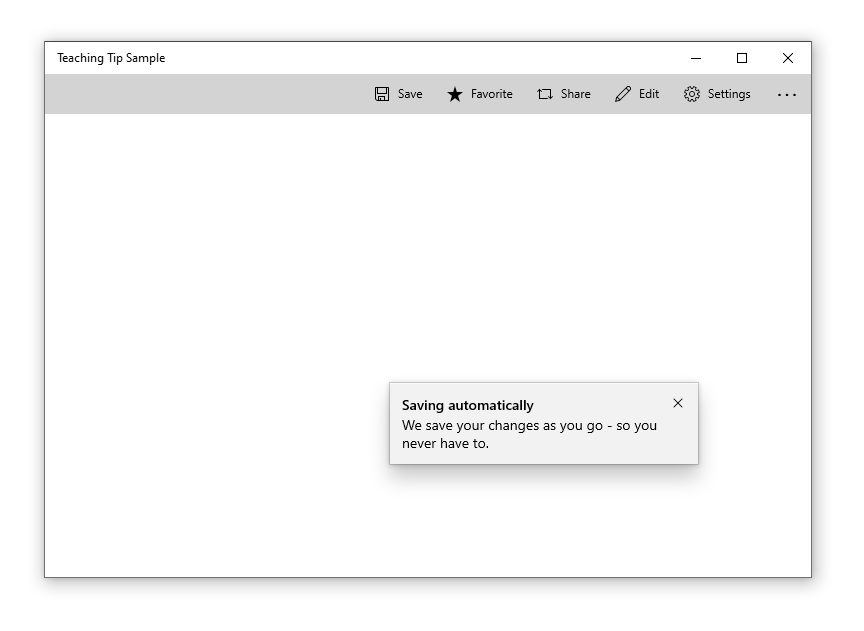 Teaching Tip Sample
Save Favorite Share Edit Settings
Saving automatically
We save your changes as you go - so you
never have to.